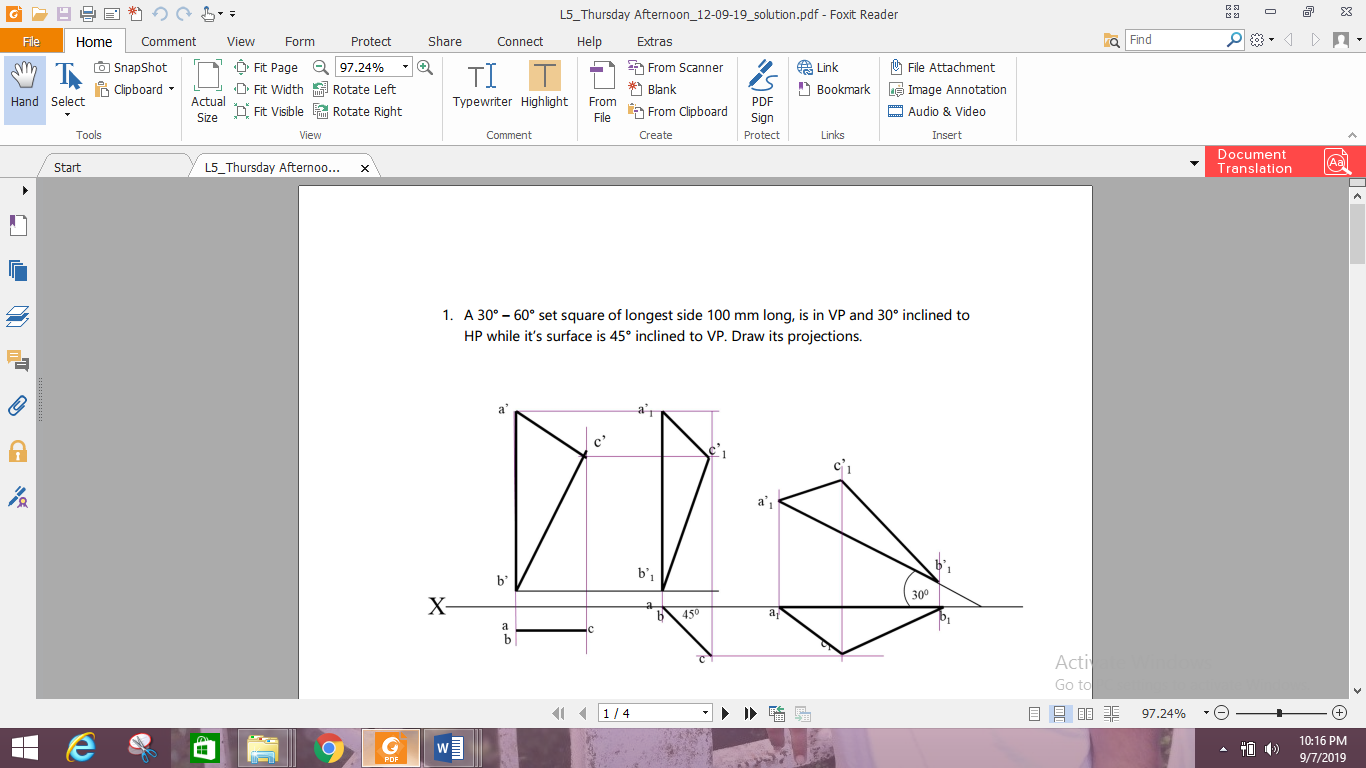 L5_Thursday Afternoon_12-09-19_solution.pdf - Foxit Reader
File Home Comment View Form Protect Share Connect Help Extras
Find
Hand
Select
SnapShot
Clipboard
Tools
Actual Size
Fit Page
Fit Width
Fit Visible
97.24%
Rotate Left
Rotate Right
View
Typewriter
Highlight
Comment
From File
From Scanner
Blank
From Clipboard
Create
PDF Sign
Protect
Link
Bookmark
Links
File Attachment
Image Annotation
Audio & Video
Insert
Start
L5_Thursday Afternoo...
Document
Translation
Aa
1. A 30° – 60° set square of longest side 100 mm long, is in VP and 30° inclined to
HP while it's surface is 45° inclined to VP. Draw its projections.
a'
c'
b'
a'1
c'1
b'1
a'1
c'1
b'1
30⁰
X
a
b
c
a
b
45⁰
c
a1
b1
c1
1 / 4
97.24%
PDF
10:16 PM
9/7/2019